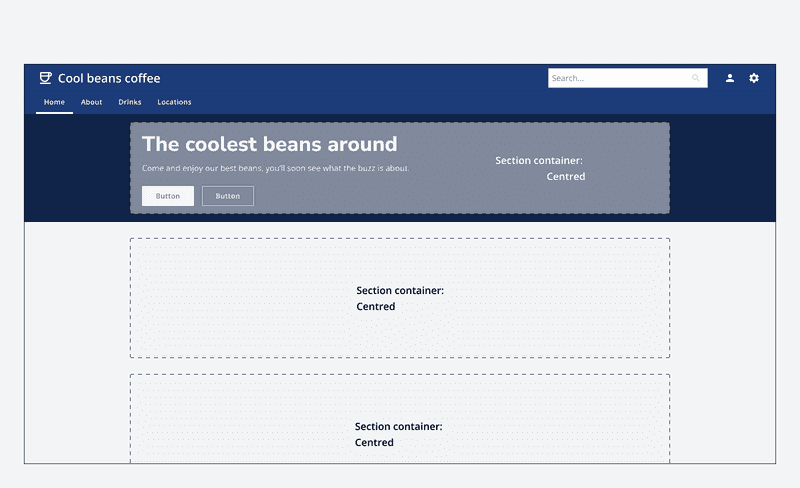 Cool beans coffee
Search...
Home About Drinks Locations
The coolest beans around
Come and enjoy our best beans, you'll soon see what the buzz is about.
Button Button
Section container:
Centred
Section container:
Centred
Section container:
Centred